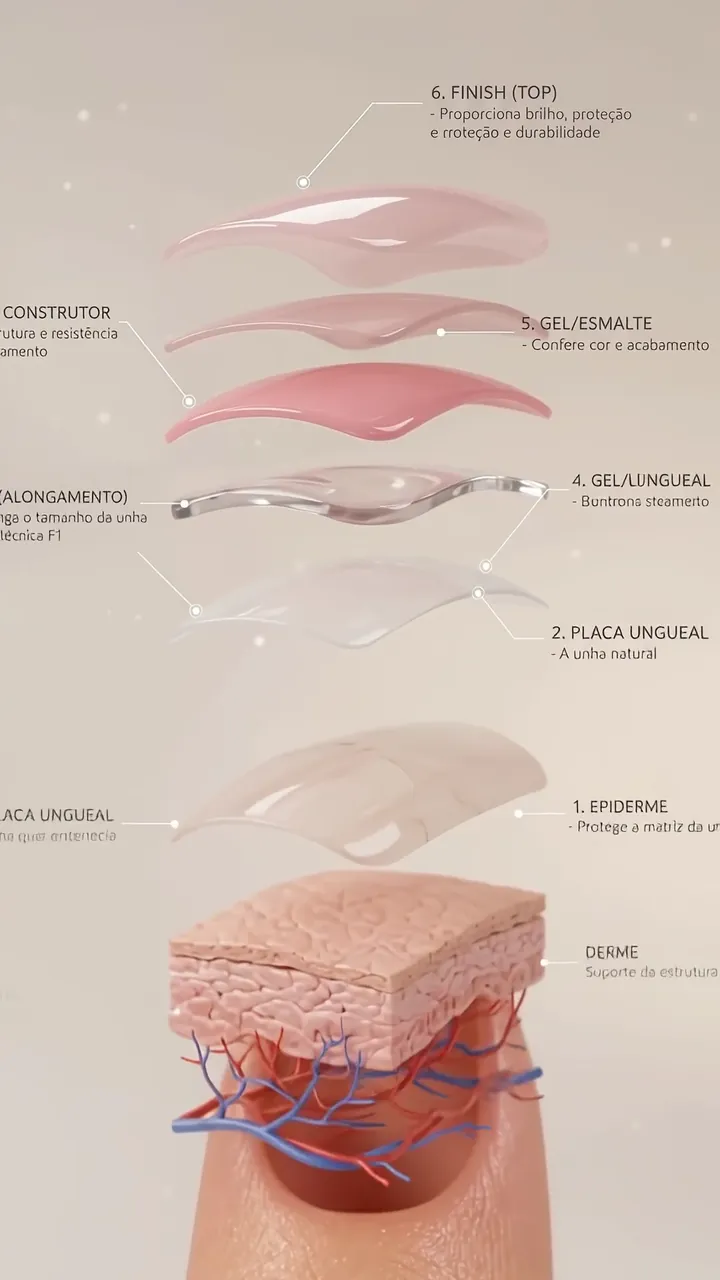 6. FINISH (TOP)
- Proporciona brilho, proteção
e rroteção e durabilidade
CONSTRUTOR
rutura e resistência
amento
5. GEL/ESMALTE
- Confere cor e acabamento
4. GEL/LUNGUEAL
- Buntrona steamerto
(ALONGAMENTO)
nga o tamanho da unha
técnica F1
2. PLACA UNGUEAL
- A unha natural
LACA UNGUEAL
1. EPIDERME
- Protege a matriz da un
DERME
Suporte da estrutura